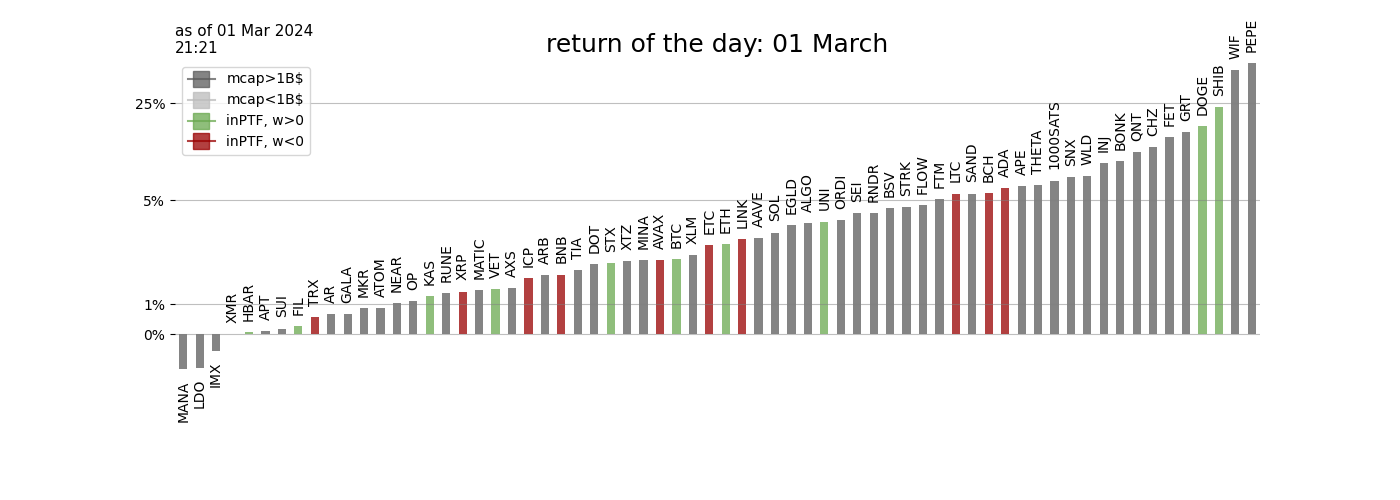 as of 01 Mar 2024
21:21
return of the day: 01 March
mcap>1B$
mcap<1B$
inPTF, w>0
inPTF, w<0
25%
5%
1%
0%
MANA
LDO
IMX
XMR
HBAR
APT
SUI
FIL
TRX
AR
GALA
MKR
ATOM
NEAR
OP
KAS
RUNE
XRP
MATIC
VET
AXS
ICP
ARB
BNB
TIA
DOT
STX
XTZ
MINA
AVAX
BTC
XLM
ETC
ETH
LINK
AAVE
SOL
EGLD
ALGO
UNI
ORDI
SEI
RNDR
BSV
STRK
FLOW
FTM
LTC
SAND
BCH
ADA
APE
THETA
1000SATS
SNX
WLD
INJ
BONK
QNT
CHZ
FET
GRT
DOGE
SHIB
WIF
PEPE